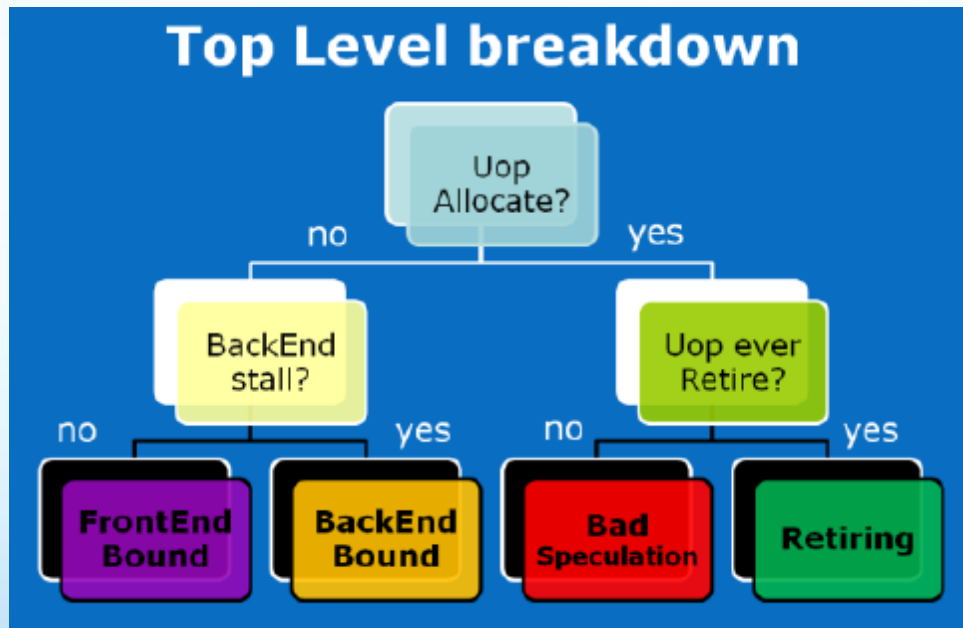 Top Level breakdown
Uop
Allocate?
no
yes
BackEnd
stall?
Uop ever
Retire?
no
yes
no
yes
FrontEnd
Bound
BackEnd
Bound
Bad
Speculation
Retiring